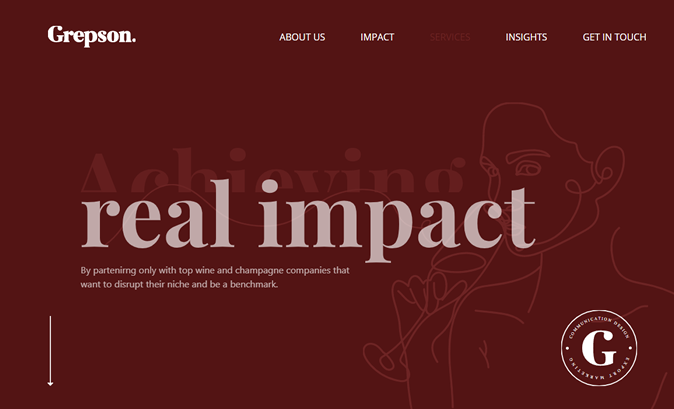 Grepson.
ABOUT US
IMPACT
SERVICES
INSIGHTS
GET IN TOUCH
Achieving
real impact
By partenirng only with top wine and champagne companies that
want to disrupt their niche and be a benchmark.
COMMUNICATION DESIGN
G
EXPORT MARKETING